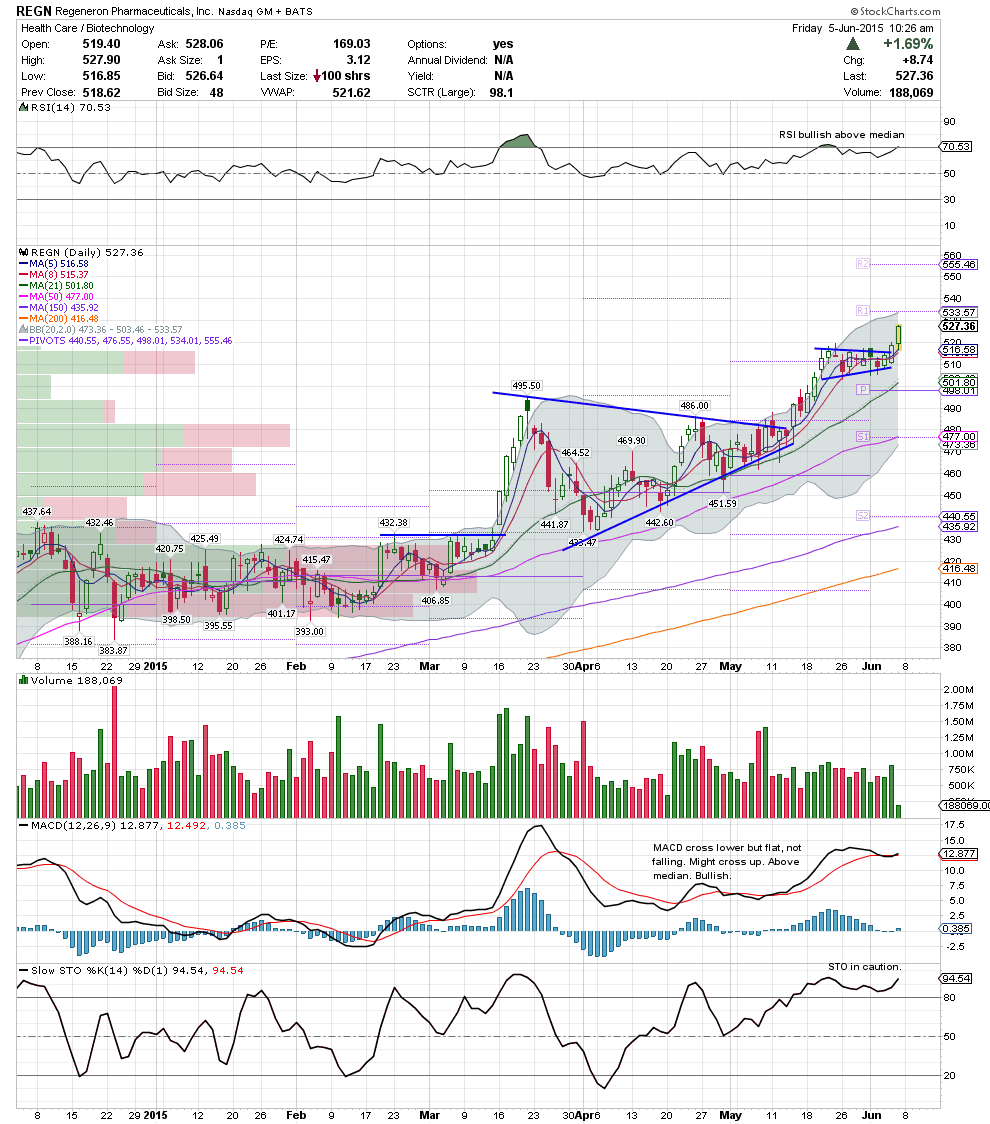 REGN Regeneron Pharmaceuticals, Inc. Nasdaq GM + BATS © StockCharts.com
Health Care / Biotechnology Friday 5-Jun-2015 10:26 am
Open: 519.40 Ask: 528.06 P/E: 169.03 Options: yes +1.69%
High: 527.90 Ask Size: 1 EPS: 3.12 Annual Dividend: N/A Chg: +8.74
Low: 516.85 Bid: 526.64 Last Size: 100 shrs Yield: N/A Last: 527.36
Prev Close: 518.62 Bid Size: 48 VWAP: 521.62 SCTR (Large): 98.1 Volume: 188,069
RSI(14) 70.53
90
RSI bullish above median
70.53
50
30
10
REGN (Daily) 527.36
MA(5) 516.58
MA(8) 515.37
MA(21) 501.80
MA(50) 477.00
MA(150) 435.92
MA(200) 416.48
BB(20,2.0) 473.36 - 503.46 - 533.57
PIVOTS 440.55, 476.55, 498.01, 534.01, 555.46
560
R2 555.46
550
540
R1 533.57
527.36
520
516.58
510
501.80
P 498.01
490
480
S1 477.00
473.36
470
460
450
S2 440.55
435.92
430
420
416.48
410
400
390
380
495.50
486.00
469.90
464.52
451.59
441.87
442.60
433.47
437.64
432.46
432.38
425.49
424.74
420.75
415.47
406.85
401.17
398.50
395.55
393.00
388.16
383.87
8 15 22 29 2015 12 20 26 Feb 9 17 23 Mar 9 16 23 30 Apr 6 13 20 27 May 11 18 26 Jun 8
Volume 188,069
2.00M
1.75M
1.50M
1.25M
1.00M
750K
500K
188069.00
MACD(12,26,9) 12.877, 12.492, 0.385
17.5
MACD cross lower but flat, not
falling. Might cross up. Above
median. Bullish.
12.877
10.0
7.5
5.0
2.5
0.385
-2.5
Slow STO %K(14) %D(1) 94.54, 94.54
STO in caution.
94.54
80
50
20
8 15 22 29 2015 12 20 26 Feb 9 17 23 Mar 9 16 23 30 Apr 6 13 20 27 May 11 18 26 Jun 8